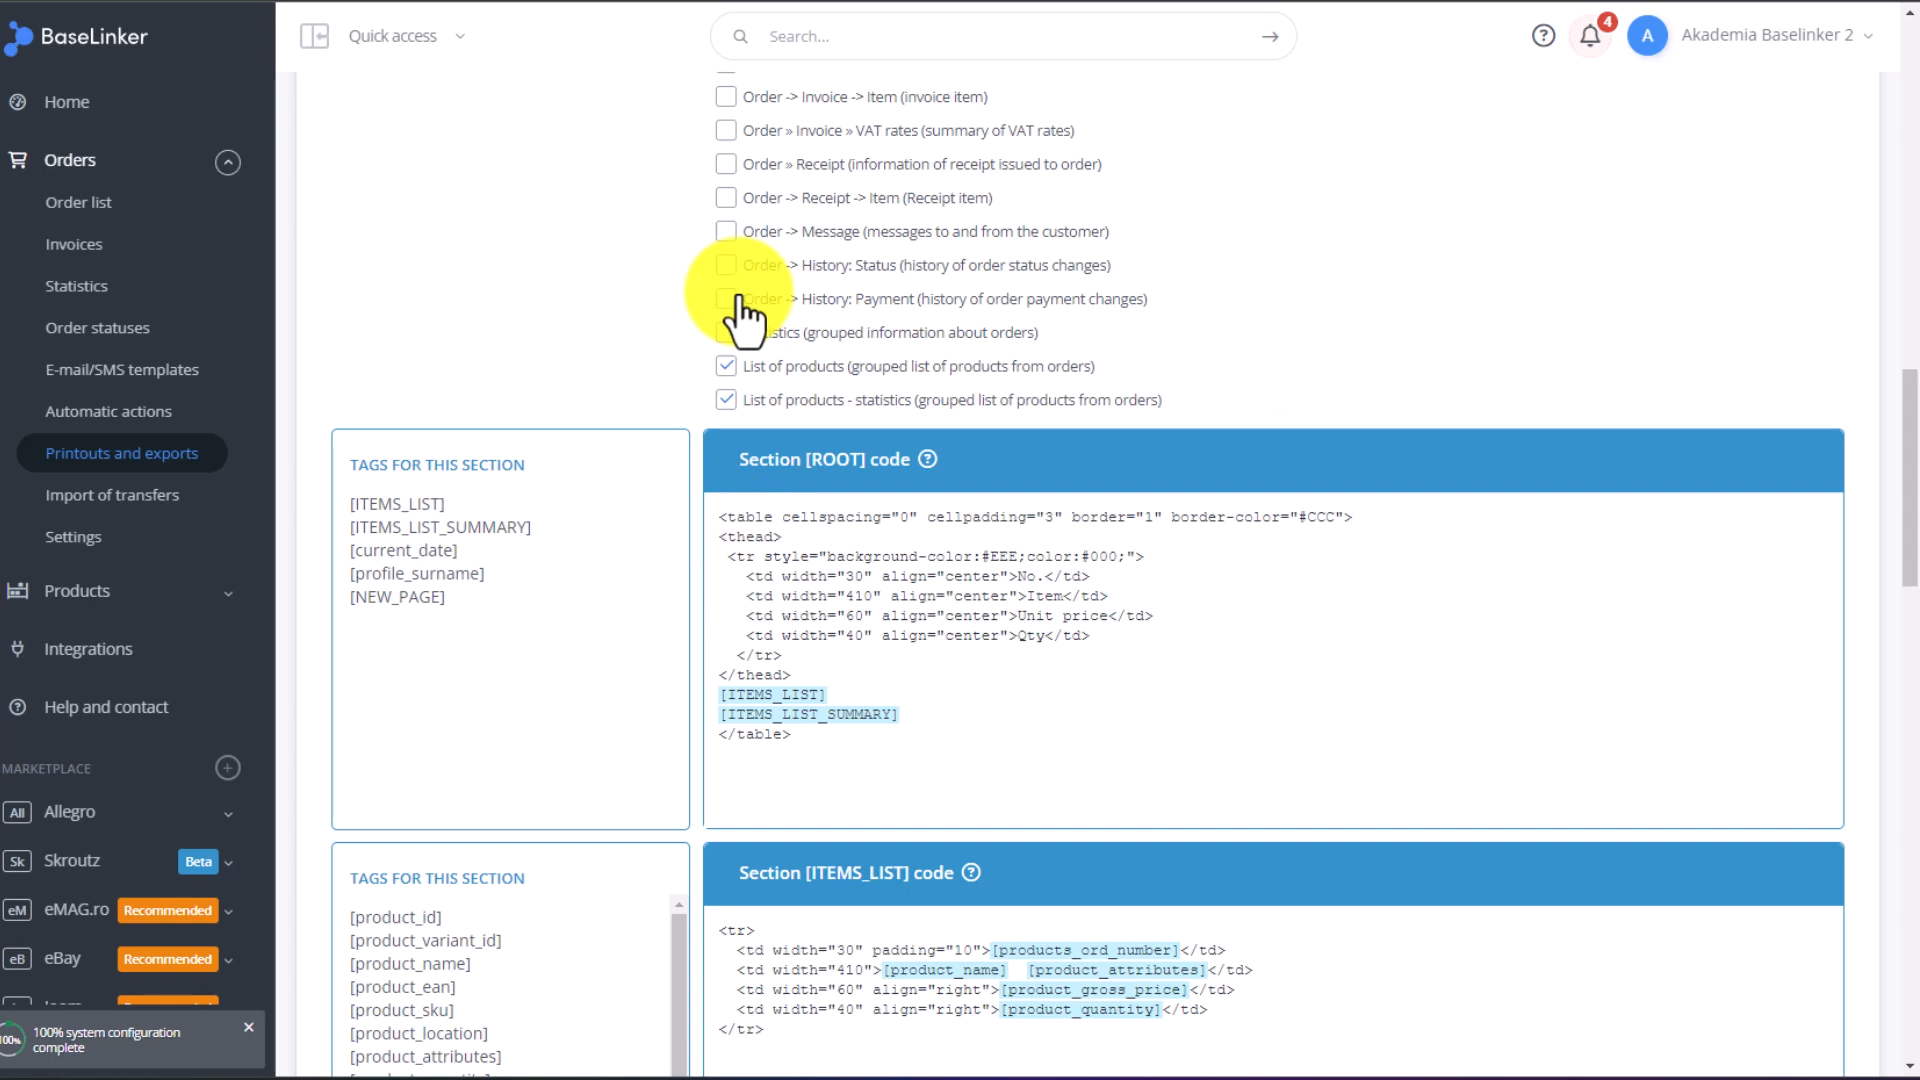 BaseLinker
Quick access
Search...
4
A
Akademia Baselinker 2
Home
Orders
Order list
Invoices
Statistics
Order statuses
E-mail/SMS templates
Automatic actions
Printouts and exports
Import of transfers
Settings
Products
Integrations
Help and contact
MARKETPLACE
All Allegro
Sk Skroutz Beta
eM eMAG.ro Recommended
eB eBay Recommended
100%
100% system configuration
complete
Order -> Invoice -> Item (invoice item)
Order » Invoice » VAT rates (summary of VAT rates)
Order » Receipt (information of receipt issued to order)
Order -> Receipt -> Item (Receipt item)
Order -> Message (messages to and from the customer)
Order -> History: Status (history of order status changes)
Order -> History: Payment (history of order payment changes)
(grouped information about orders)
List of products (grouped list of products from orders)
List of products - statistics (grouped list of products from orders)
TAGS FOR THIS SECTION
[ITEMS_LIST]
[ITEMS_LIST_SUMMARY]
[current_date]
[profile_surname]
[NEW_PAGE]
Section [ROOT] code
<table cellspacing="0" cellpadding="3" border="1" border-color="#CCC">
<thead>
<tr style="background-color:#EEE;color:#000;">
<td width="30" align="center">No.</td>
<td width="410" align="center">Item</td>
<td width="60" align="center">Unit price</td>
<td width="40" align="center">Qty</td>
</tr>
</thead>
[ITEMS_LIST]
[ITEMS_LIST_SUMMARY]
</table>
TAGS FOR THIS SECTION
[product_id]
[product_variant_id]
[product_name]
[product_ean]
[product_sku]
[product_location]
[product_attributes]
Section [ITEMS_LIST] code
<tr>
<td width="30" padding="10">[products_ord_number]</td>
<td width="410">[product_name] [product_attributes]</td>
<td width="60" align="right">[product_gross_price]</td>
<td width="40" align="right">[product_quantity]</td>
</tr>